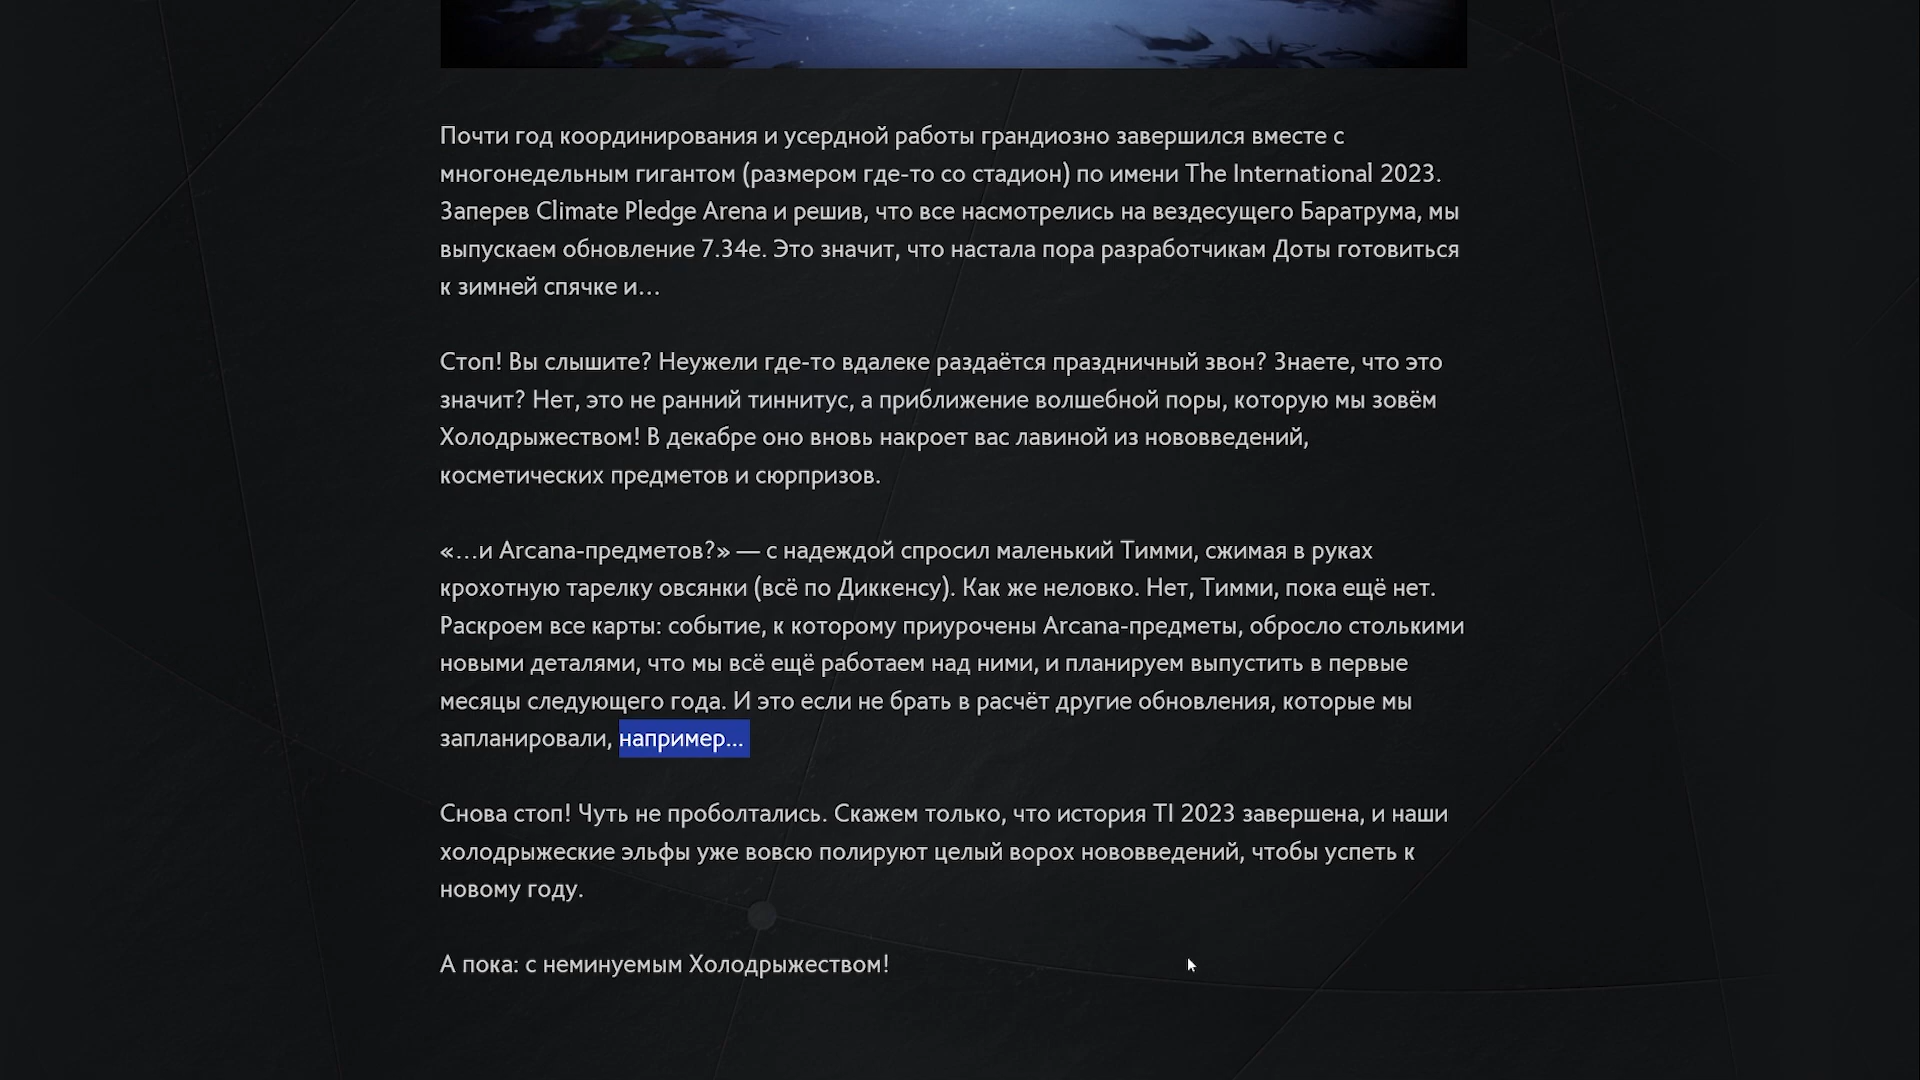 Почти год координирования и усердной работы грандиозно завершился вместе с
многонедельным гигантом (размером где-то со стадион) по имени The International 2023.
Заперев Climate Pledge Arena и решив, что все насмотрелись на вездесущего Баратрума, мы
выпускаем обновление 7.34e. Это значит, что настала пора разработчикам Доты готовиться
к зимней спячке и…
Стоп! Вы слышите? Неужели где-то вдалеке раздаётся праздничный звон? Знаете, что это
значит? Нет, это не ранний тиннитус, а приближение волшебной поры, которую мы зовём
Холодрыжеством! В декабре оно вновь накроет вас лавиной из нововведений,
косметических предметов и сюрпризов.
«…и Arcana-предметов?» — с надеждой спросил маленький Тимми, сжимая в руках
крохотную тарелку овсянки (всё по Диккенсу). Как же неловко. Нет, Тимми, пока ещё нет.
Раскроем все карты: событие, к которому приурочены Arcana-предметы, обросло столькими
новыми деталями, что мы всё ещё работаем над ними, и планируем выпустить в первые
месяцы следующего года. И это если не брать в расчёт другие обновления, которые мы
запланировали, например…
Снова стоп! Чуть не проболтались. Скажем только, что история TI 2023 завершена, и наши
холодрыжеские эльфы уже вовсю полируют целый ворох нововведений, чтобы успеть к
новому году.
А пока: с неминуемым Холодрыжеством!